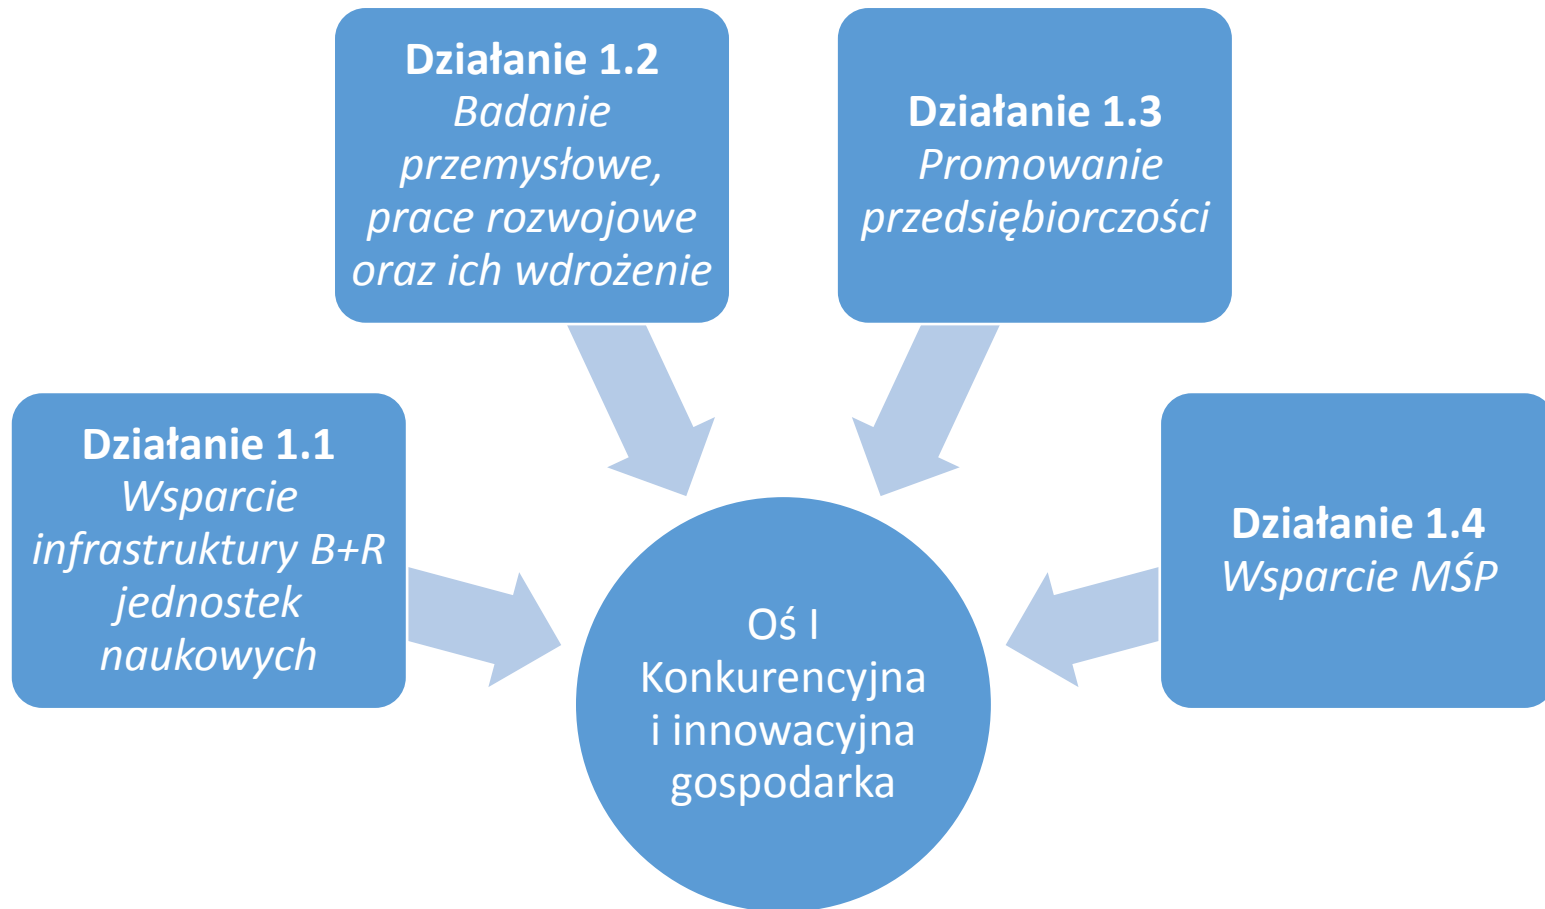 Działanie 1.1
Wsparcie
infrastruktury B+R
jednostek
naukowych
Działanie 1.2
Badanie
przemysłowe,
prace rozwojowe
oraz ich wdrożenie
Działanie 1.3
Promowanie
przedsiębiorczości
Działanie 1.4
Wsparcie MŚP
Oś I
Konkurencyjna
i innowacyjna
gospodarka